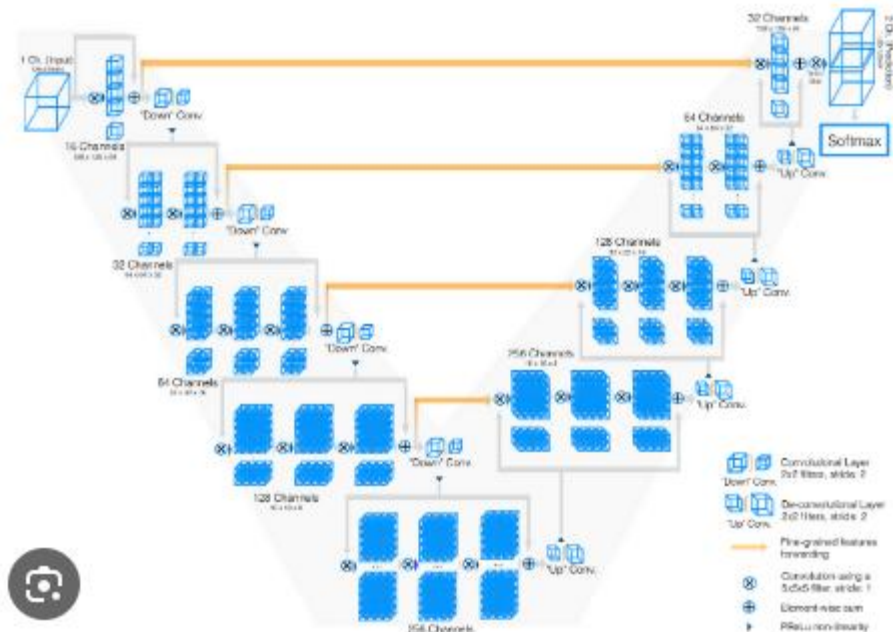 32 Channels
1 Ch. (Input)
"Down" Conv.
64 Channels
Softmax
16 Channels
"Up" Conv.
"Down" Conv.
128 Channels
32 Channels
"Up" Conv.
"Down" Conv.
256 Channels
64 Channels
"Up" Conv.
"Down" Conv.
128 Channels
"Up" Conv.
256 Channels
Convolutional Layer
2x2 filters, stride: 2
"Down" Conv.
De-convolutional Layer
2x2 filters, stride: 2
"Up" Conv.
Fine-grained features
forwarding
Convolution using a
5x5x5 filter, stride: 1
Element-wise sum
PReLu non-linearity